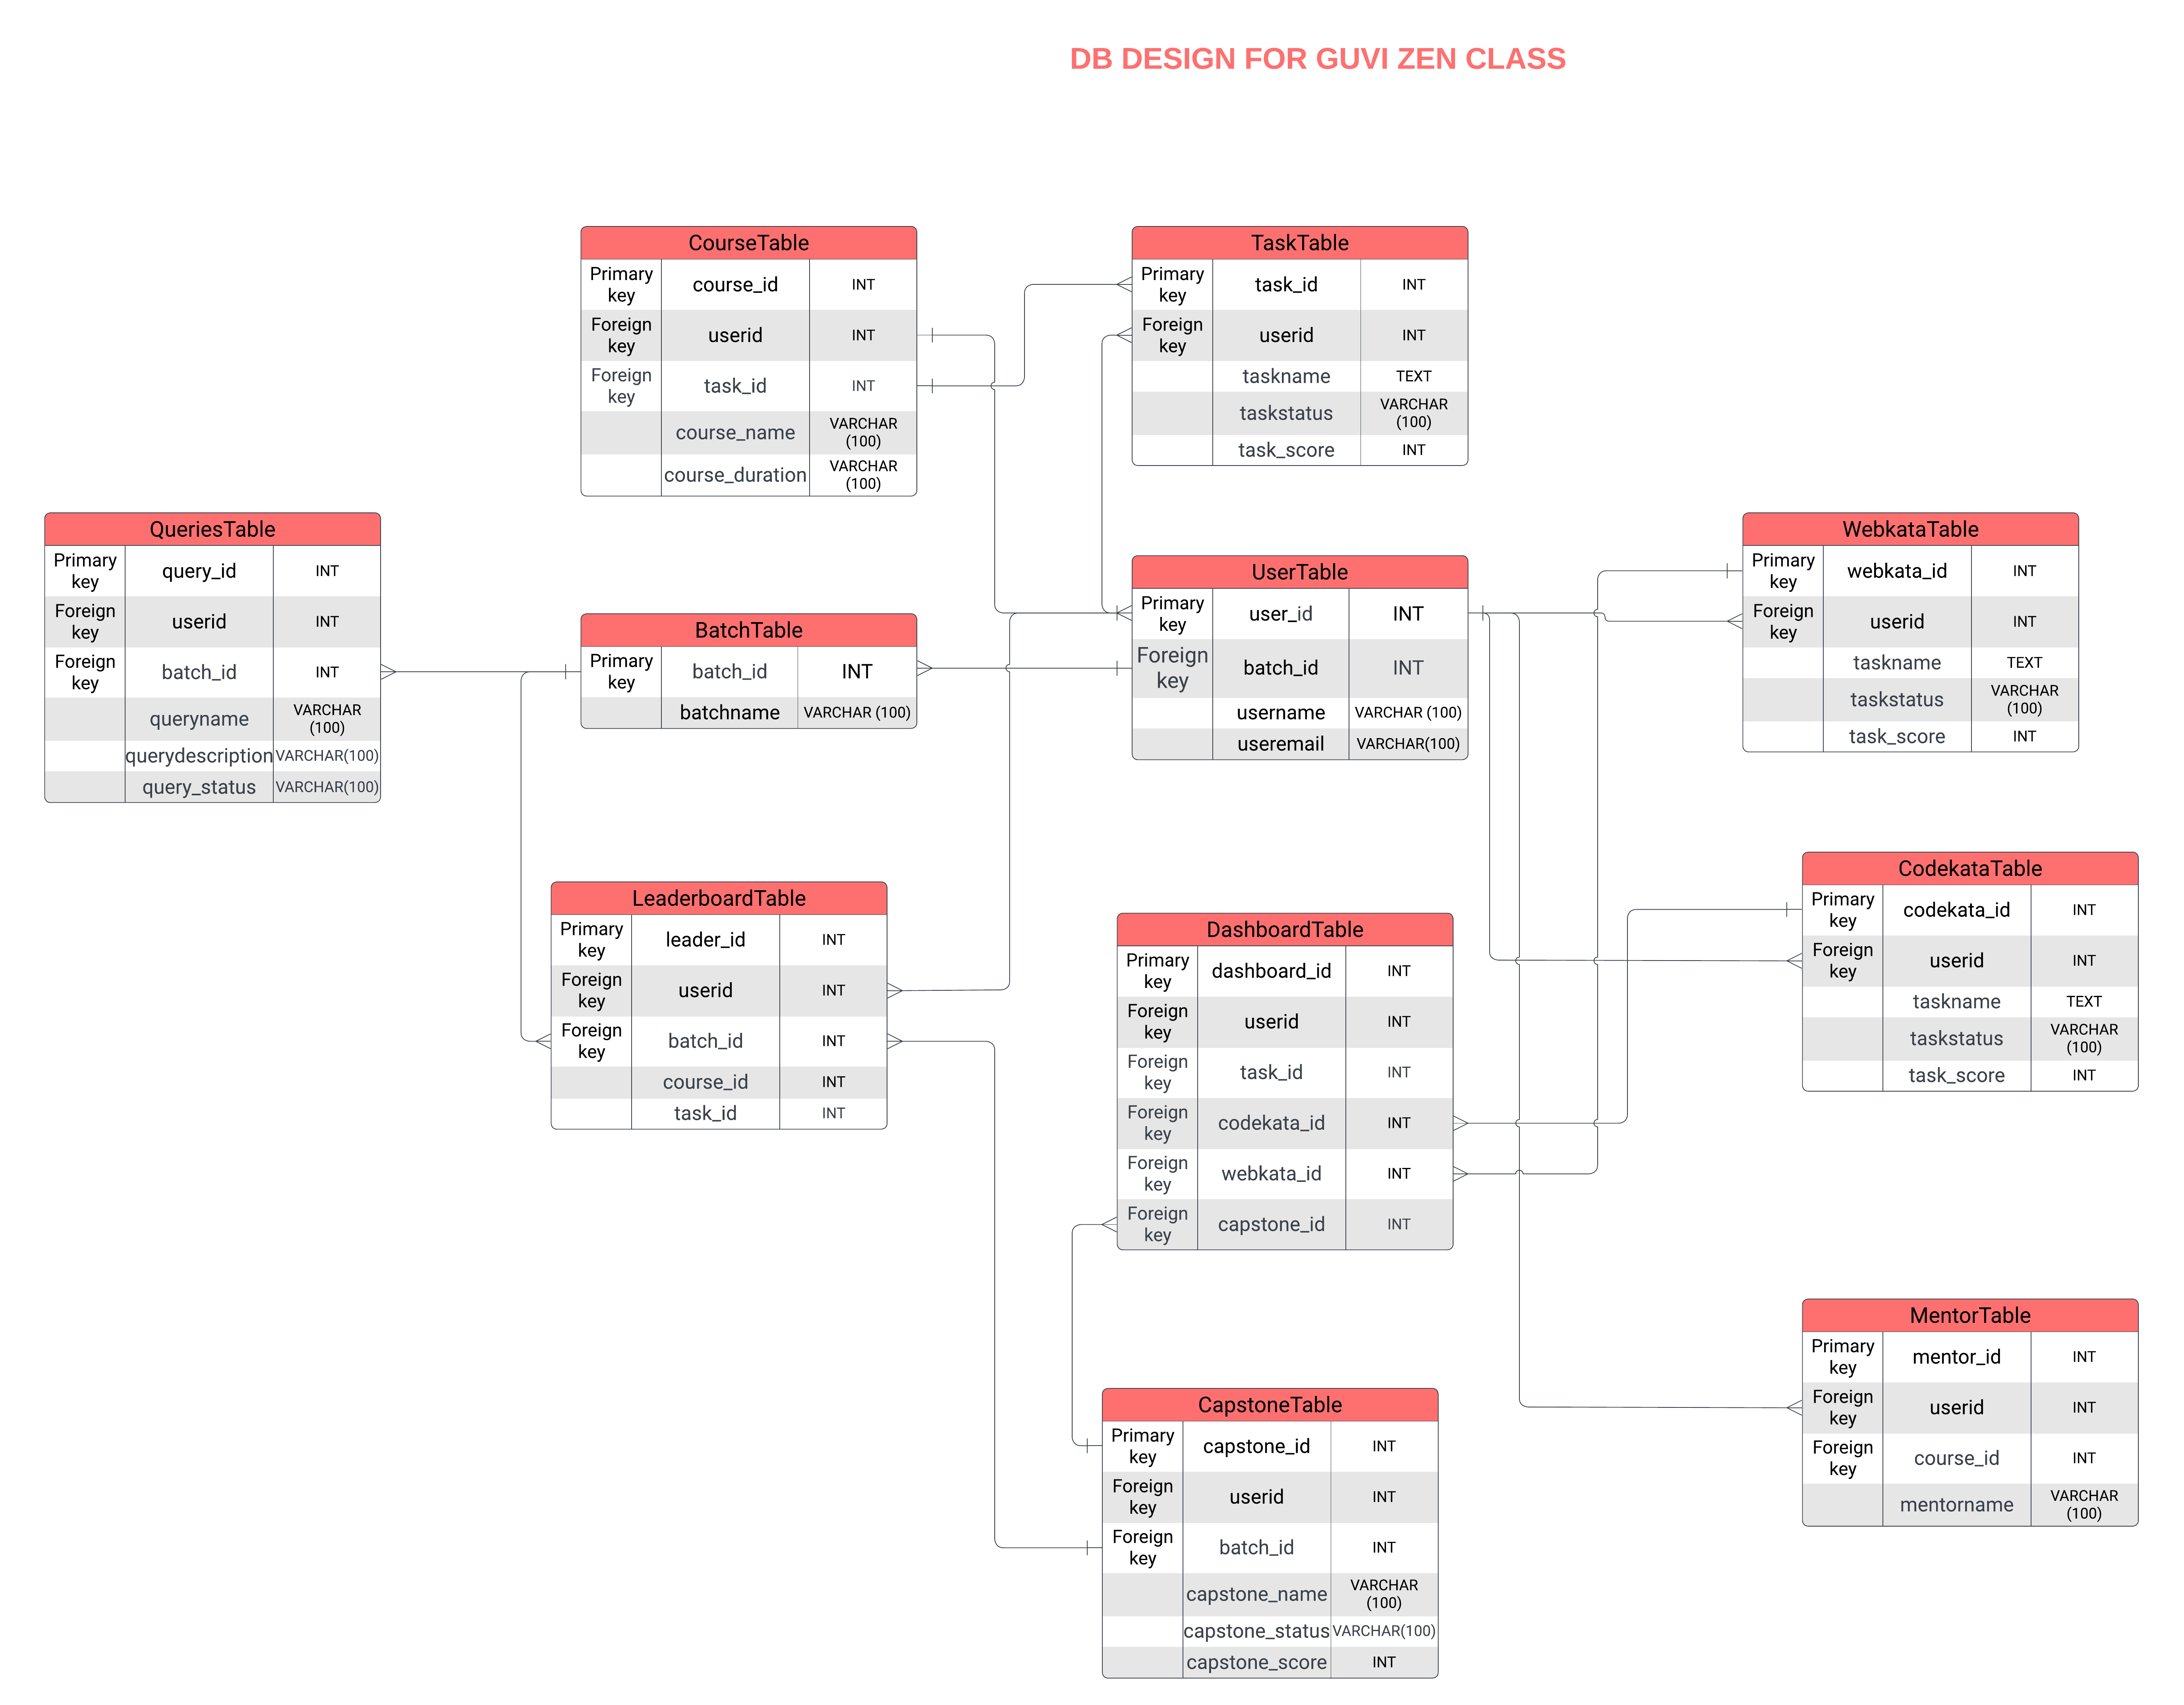 DB DESIGN FOR GUVI ZEN CLASS
CourseTable
Primary key course_id INT
Foreign key userid INT
Foreign key task_id INT
course_name VARCHAR (100)
course_duration VARCHAR (100)
TaskTable
Primary key task_id INT
Foreign key userid INT
taskname TEXT
taskstatus VARCHAR (100)
task_score INT
QueriesTable
Primary key query_id INT
Foreign key userid INT
Foreign key batch_id INT
queryname VARCHAR (100)
querydescription VARCHAR(100)
query_status VARCHAR(100)
BatchTable
Primary key batch_id INT
batchname VARCHAR (100)
UserTable
Primary key user_id INT
Foreign key batch_id INT
username VARCHAR (100)
useremail VARCHAR(100)
WebkataTable
Primary key webkata_id INT
Foreign key userid INT
taskname TEXT
taskstatus VARCHAR (100)
task_score INT
LeaderboardTable
Primary key leader_id INT
Foreign key userid INT
Foreign key batch_id INT
course_id INT
task_id INT
DashboardTable
Primary key dashboard_id INT
Foreign key userid INT
Foreign key task_id INT
Foreign key codekata_id INT
Foreign key webkata_id INT
Foreign key capstone_id INT
CodekataTable
Primary key codekata_id INT
Foreign key userid INT
taskname TEXT
taskstatus VARCHAR (100)
task_score INT
CapstoneTable
Primary key capstone_id INT
Foreign key userid INT
Foreign key batch_id INT
capstone_name VARCHAR (100)
capstone_status VARCHAR(100)
capstone_score INT
MentorTable
Primary key mentor_id INT
Foreign key userid INT
Foreign key course_id INT
mentorname VARCHAR (100)